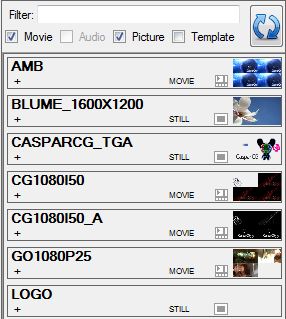 Filter:
Movie Audio Picture Template
AMB
+ MOVIE
BLUME_1600X1200
+ STILL
CASPARCG_TGA
+ STILL
CasparCG
CG1080I50
+ MOVIE
CG1080I50_A
+ MOVIE
GO1080P25
+ MOVIE
LOGO
+ STILL